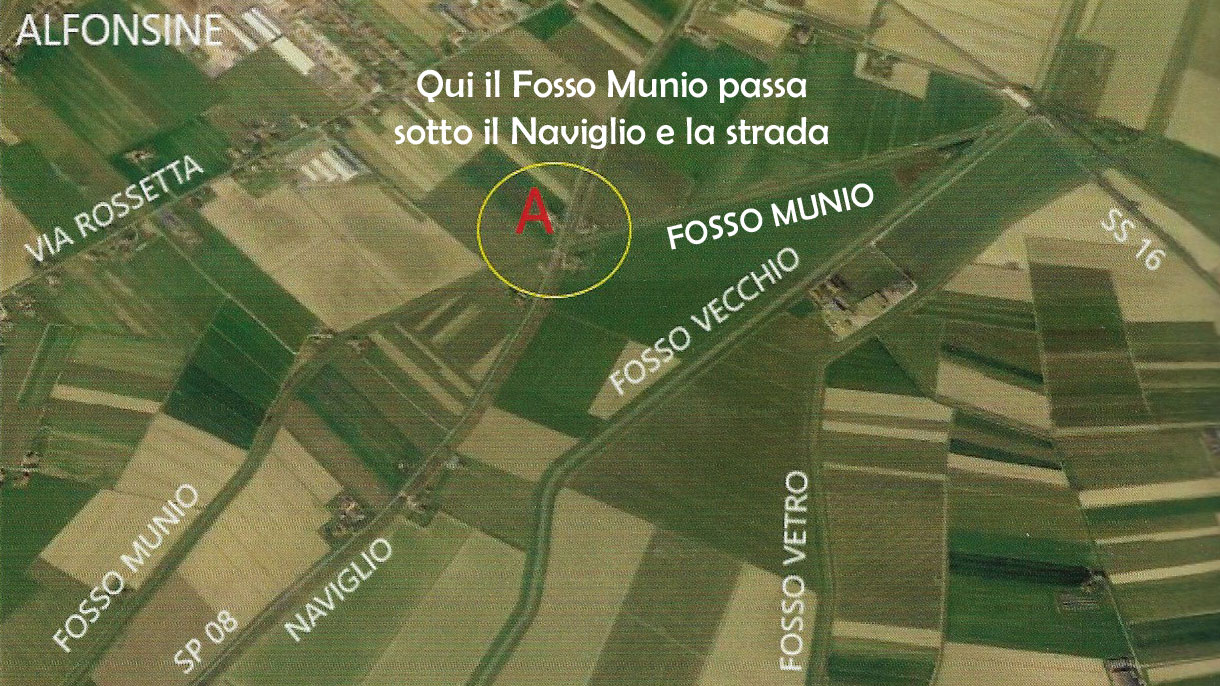 ALFONSINE
Qui il Fosso Munio passa
sotto il Naviglio e la strada
VIA ROSSETTA
A
FOSSO MUNIO
SS 16
FOSSO VECCHIO
FOSSO MUNIO
FOSSO VETRO
NAVIGLIO
SP 08